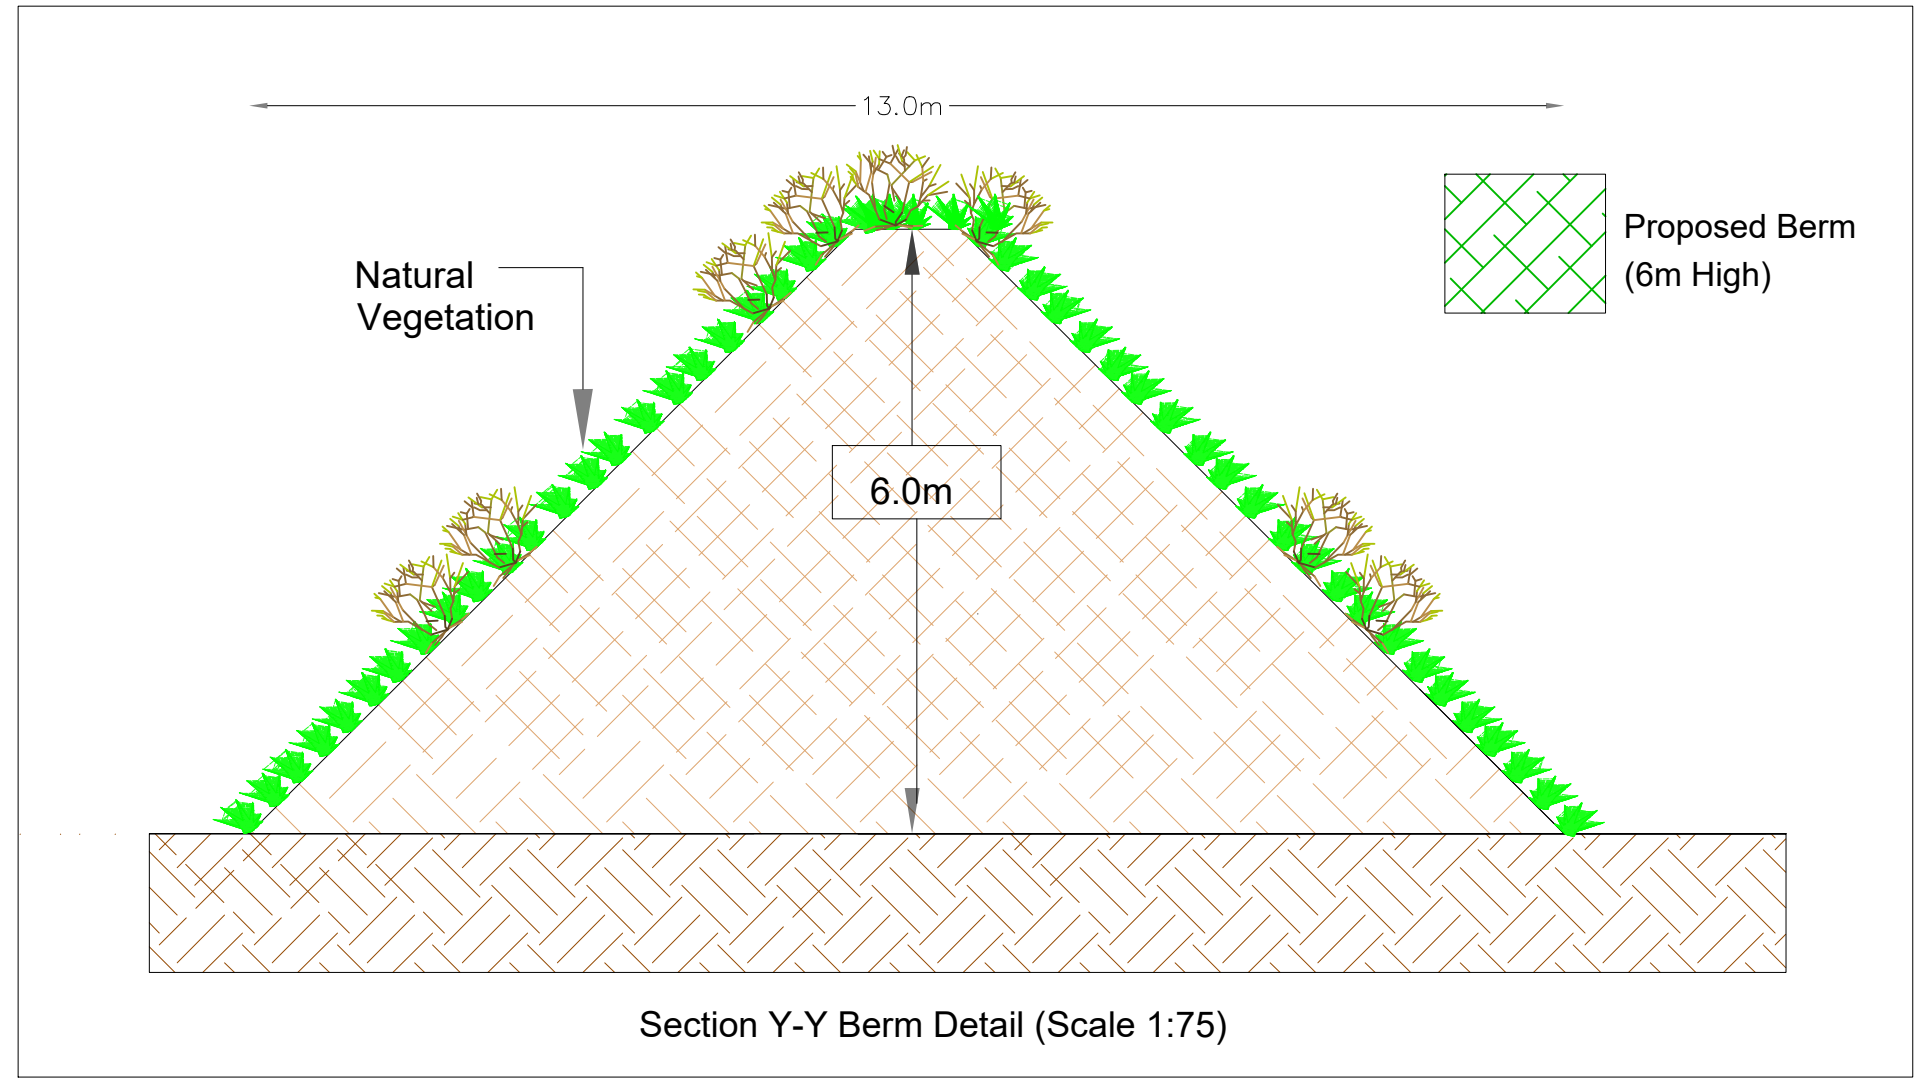 13.0m
Natural
Vegetation
Proposed Berm
(6m High)
6.0m
Section Y-Y Berm Detail (Scale 1:75)